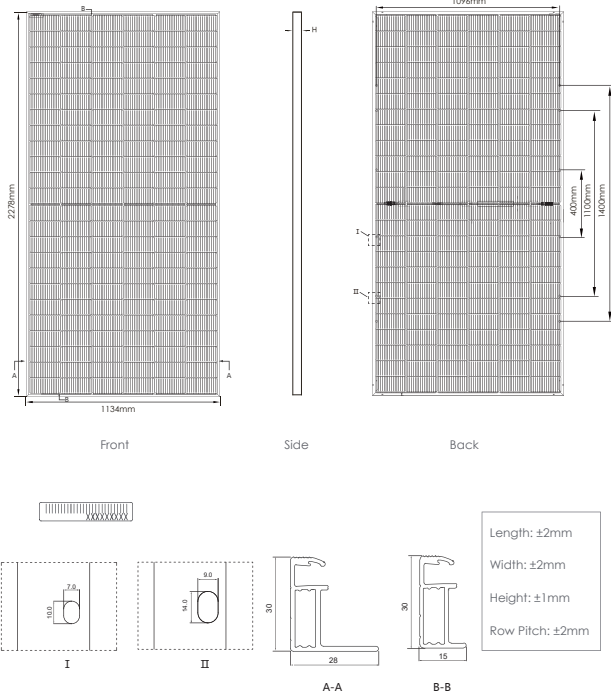 1096mm
B
H
2278mm
400mm
1100mm
1400mm
I
II
A
A
B
1134mm
Front
Side
Back
7.0
10.0
I
9.0
14.0
II
30
28
A-A
30
15
B-B
Length: ±2mm
Width: ±2mm
Height: ±1mm
Row Pitch: ±2mm